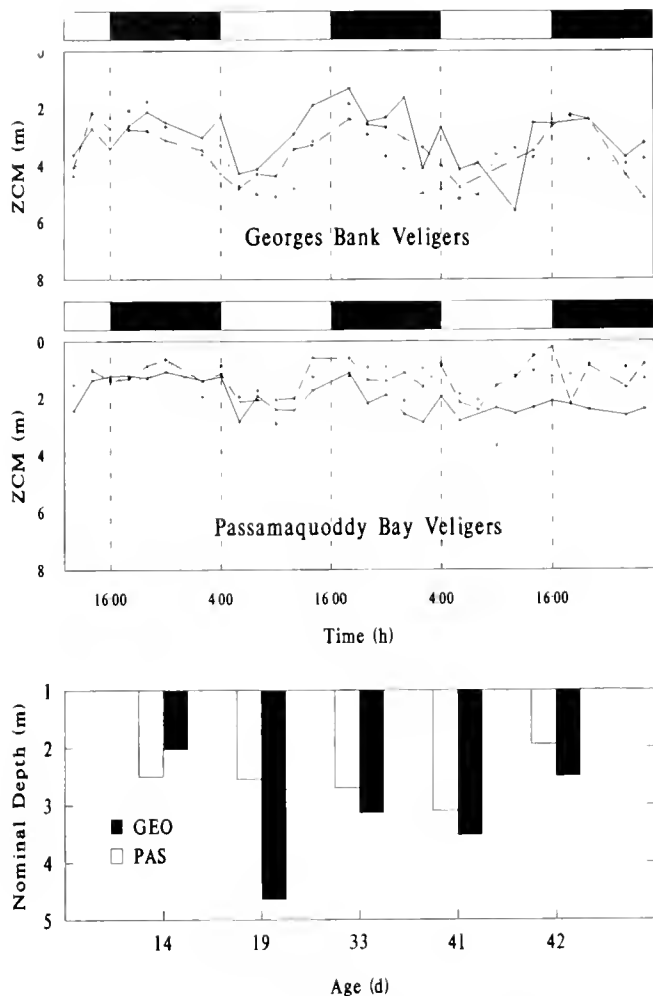 0
2
4
6
8
ZCM (m)
Georges Bank Veligers
0
2
4
6
8
ZCM (m)
Passamaquoddy Bay Veligers
16:00 4:00 16:00 4:00 16:00
Time (h)
1
2
3
4
5
Nominal Depth (m)
GEO
PAS
14 19 33 41 42
Age (d)